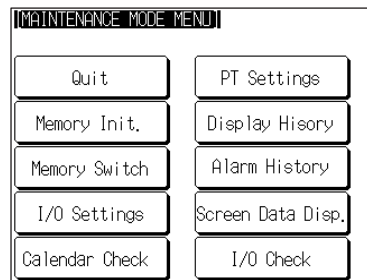 [MAINTENANCE MODE MENU]
Quit
PT Settings
Memory Init.
Display Hisory
Memory Switch
Alarm History
I/O Settings
Screen Data Disp.
Calendar Check
I/O Check